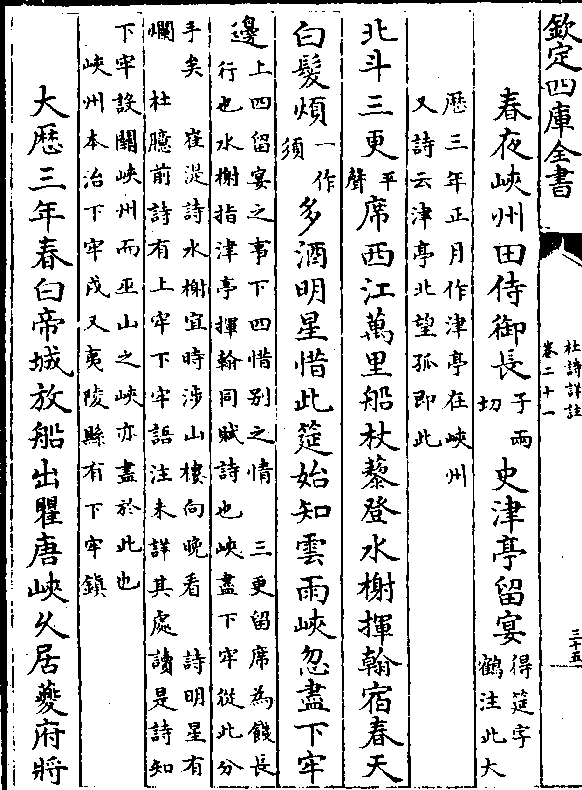 欽定四庫全書
杜詩詳註
卷二十一
三十五
春夜峽州田侍御長子兩切史津亭留宴得筵字鶴注此大
厯三年正月作津亭在峽州
又詩云津亭北望孤即此
北斗三更平聲席西江萬里船杖藜登水榭揮翰宿春天
白髮煩一作須多酒明星惜此筵始知雲雨峽忽盡下牢
邊上四留宴之事下四惜別之情 三更留席為餞長
行也水榭指津亭揮翰同賦詩也峽盡下牢從此分
手矣 崔湜詩水榭宜時涉山樓向晚看 詩明星有
爛 杜臆前詩有上牢下牢語注未詳其處讀是詩知
下牢設關峽州而巫山之峽亦盡於此也
峽州本治下牢戍又夷陵縣有下牢鎮
大厯三年春白帝城放船出瞿唐峽久居夔府將